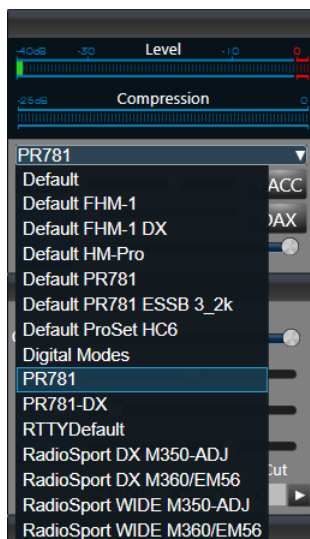 -40dB -30 Level -10 0
-25dB Compression 0
PR781
Default
ACC
Default FHM-1
Default FHM-1 DX
DAX
Default HM-Pro
Default PR781
Default PR781 ESSB 3_2k
Default ProSet HC6
Digital Modes
PR781
PR781-DX
RTTYDefault
RadioSport DX M350-ADJ
RadioSport DX M360/EM56
Cut
RadioSport WIDE M350-ADJ
RadioSport WIDE M360/EM56